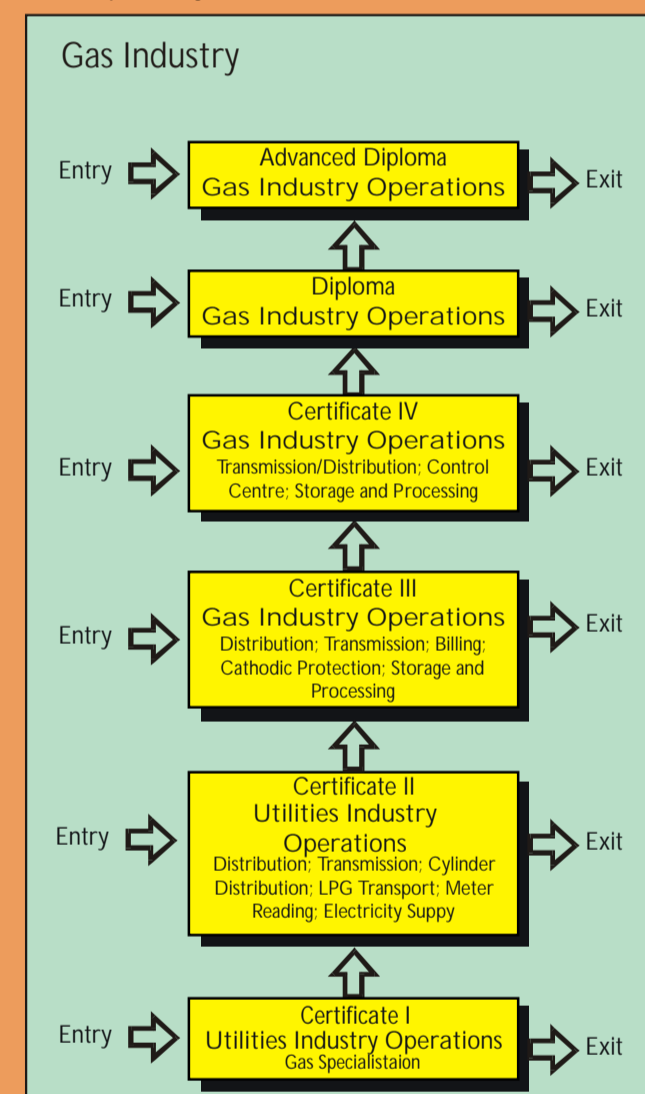 Gas Industry
Entry
Advanced Diploma
Gas Industry Operations
Exit
Entry
Diploma
Gas Industry Operations
Exit
Entry
Certificate IV
Gas Industry Operations
Transmission/Distribution; Control
Centre; Storage and Processing
Exit
Entry
Certificate III
Gas Industry Operations
Distribution; Transmission; Billing;
Cathodic Protection; Storage and
Processing
Exit
Entry
Certificate II
Utilities Industry
Operations
Distribution; Transmission; Cylinder
Distribution; LPG Transport; Meter
Reading; Electricity Suppy
Exit
Entry
Certificate I
Utilities Industry Operations
Gas Specialistaion
Exit